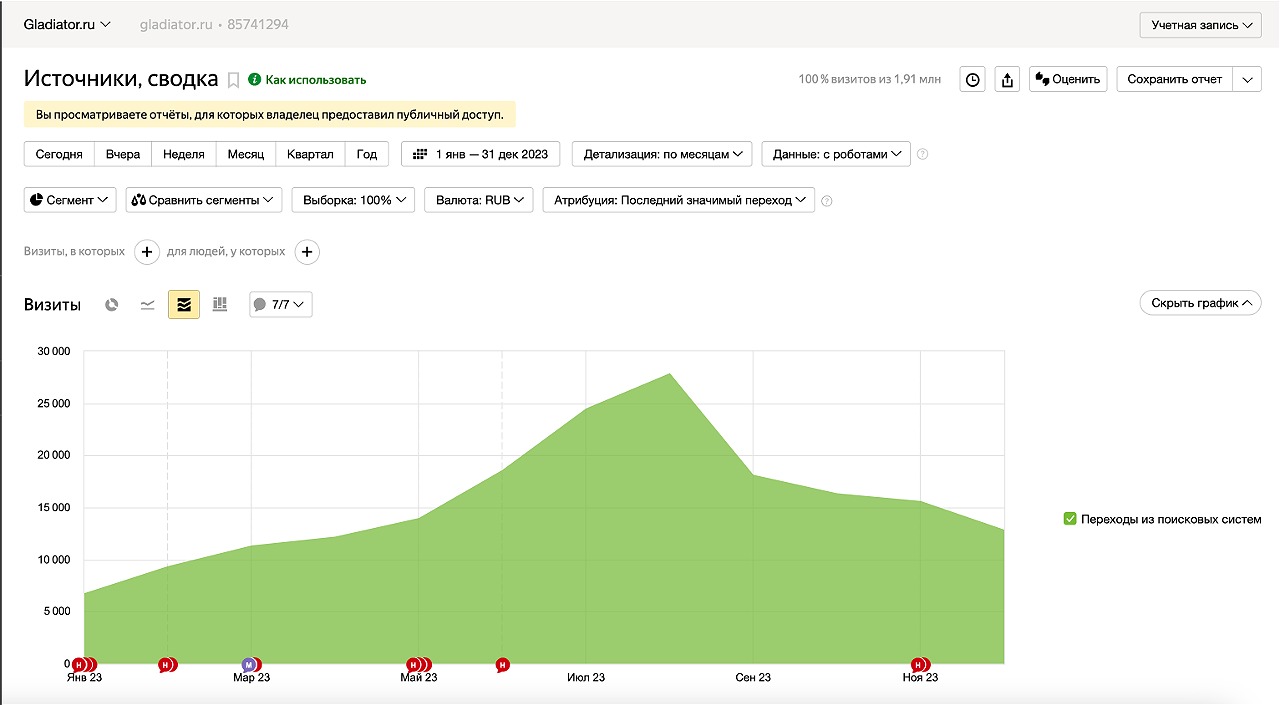 Gladiator.ru gladiator.ru • 85741294 Учетная запись
Источники, сводка Как использовать 100 % визитов из 1,91 млн Оценить Сохранить отчет
Вы просматриваете отчёты, для которых владелец предоставил публичный доступ.
Сегодня Вчера Неделя Месяц Квартал Год 1 янв — 31 дек 2023 Детализация: по месяцам Данные: с роботами ?
Сегмент Сравнить сегменты Выборка: 100% Валюта: RUB Атрибуция: Последний значимый переход ?
Визиты, в которых + для людей, у которых +
Визиты 7/7 Скрыть график
30 000
25 000
20 000
15 000
Переходы из поисковых систем
10 000
5 000
0 Н Н М Н Н Н
Янв 23 Мар 23 Май 23 Июл 23 Сен 23 Ноя 23